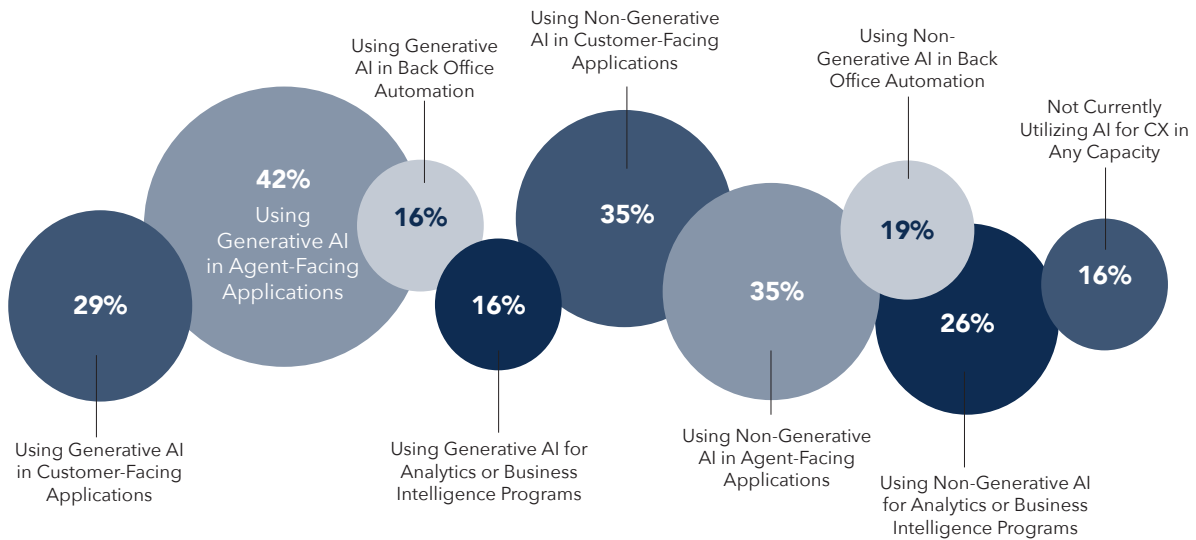 29%
Using Generative AI
in Customer-Facing
Applications
42%
Using
Generative AI
in Agent-Facing
Applications
Using Generative
AI in Back Office
Automation
16%
16%
Using Generative AI for
Analytics or Business
Intelligence Programs
Using Non-Generative
AI in Customer-Facing
Applications
35%
35%
Using Non-Generative
AI in Agent-Facing
Applications
Using Non-
Generative AI in Back
Office Automation
19%
26%
Using Non-Generative AI
for Analytics or Business
Intelligence Programs
Not Currently
Utilizing AI for CX in
Any Capacity
16%